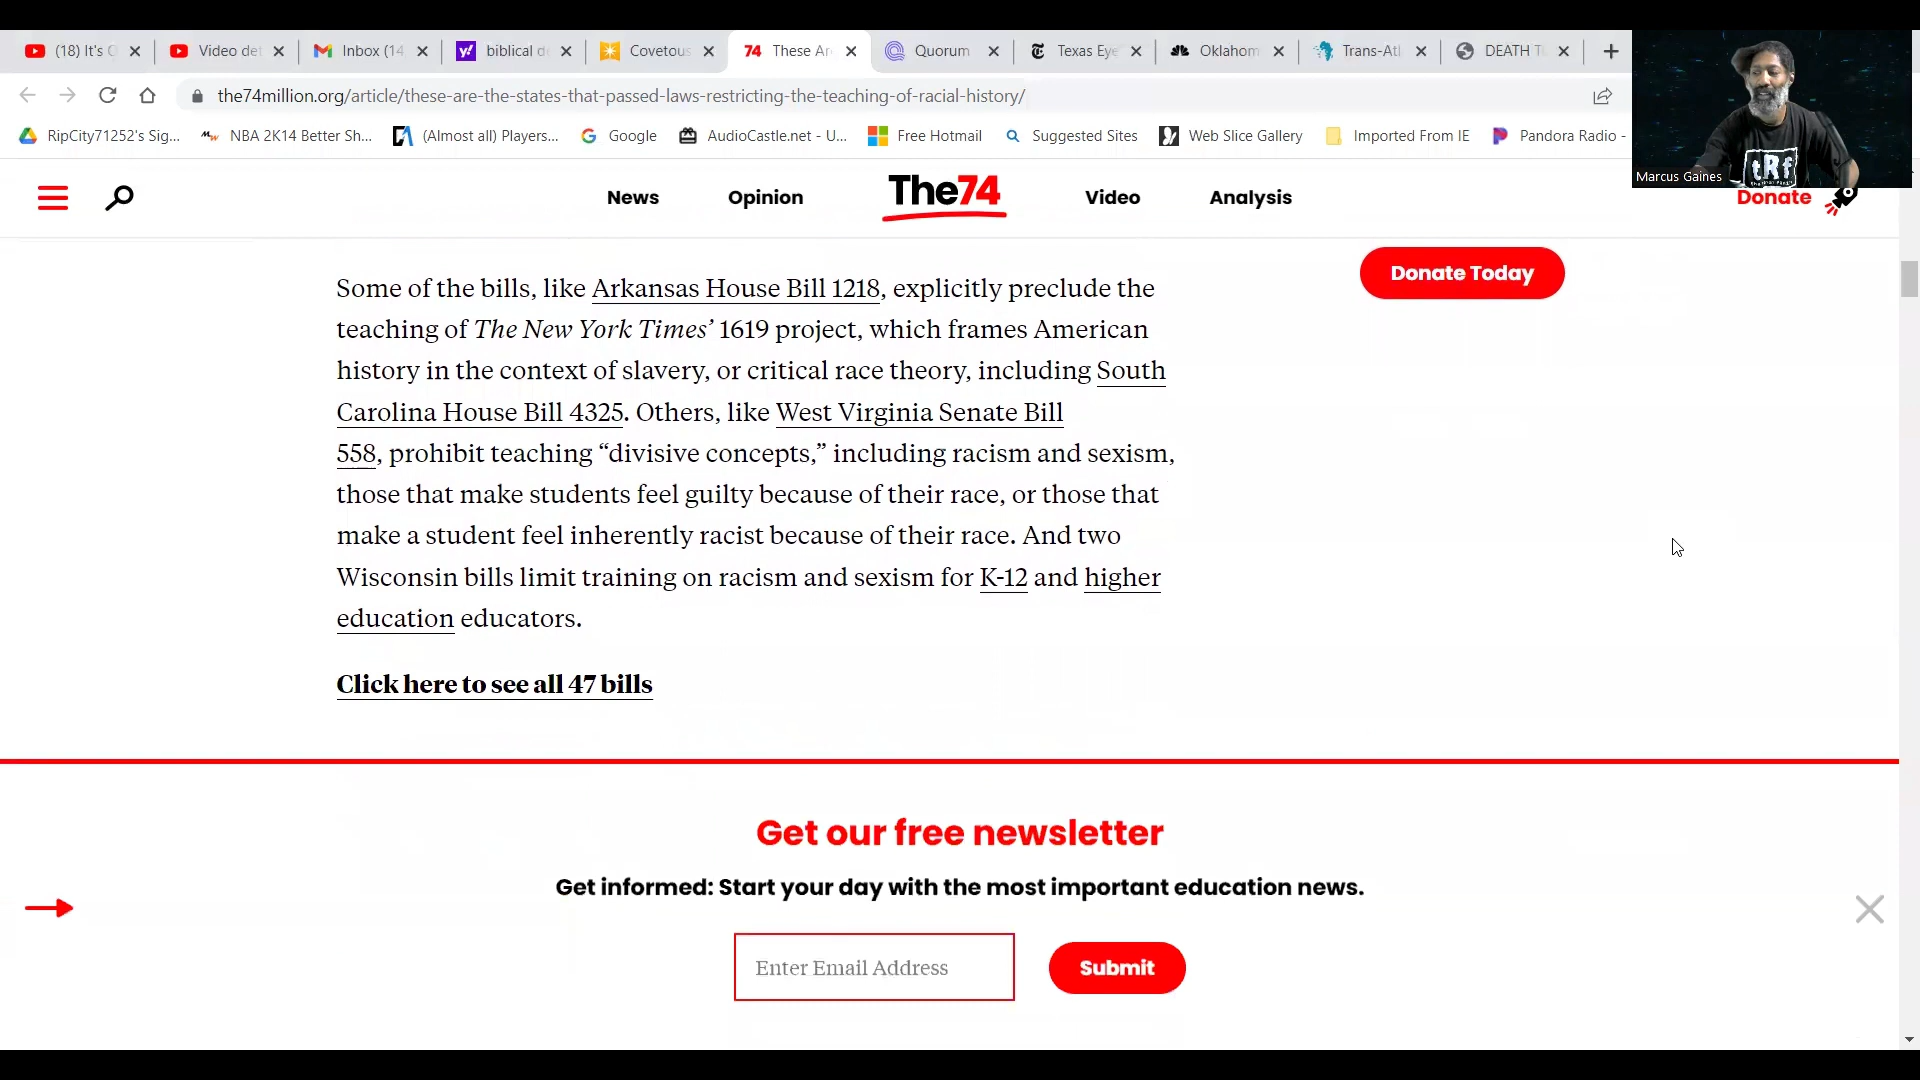 (18) It's
Video det
Inbox (14
biblical de
Covetous
74 These Ar
Quorum
Texas Eye
Oklahom
Trans-Atl
DEATH T
the74million.org/article/these-are-the-states-that-passed-laws-restricting-the-teaching-of-racial-history/
RipCity71252's Sig...
NBA 2K14 Better Sh...
(Almost all) Players...
Google
AudioCastle.net - U...
Free Hotmail
Suggested Sites
Web Slice Gallery
Imported From IE
Pandora Radio -
tRf
Marcus Gaines
News
Opinion
The74
Video
Analysis
Donate
Donate Today
Some of the bills, like Arkansas House Bill 1218, explicitly preclude the
teaching of The New York Times’ 1619 project, which frames American
history in the context of slavery, or critical race theory, including South
Carolina House Bill 4325. Others, like West Virginia Senate Bill
558, prohibit teaching “divisive concepts,” including racism and sexism,
those that make students feel guilty because of their race, or those that
make a student feel inherently racist because of their race. And two
Wisconsin bills limit training on racism and sexism for K-12 and higher
education educators.
Click here to see all 47 bills
Get our free newsletter
Get informed: Start your day with the most important education news.
Enter Email Address
Submit